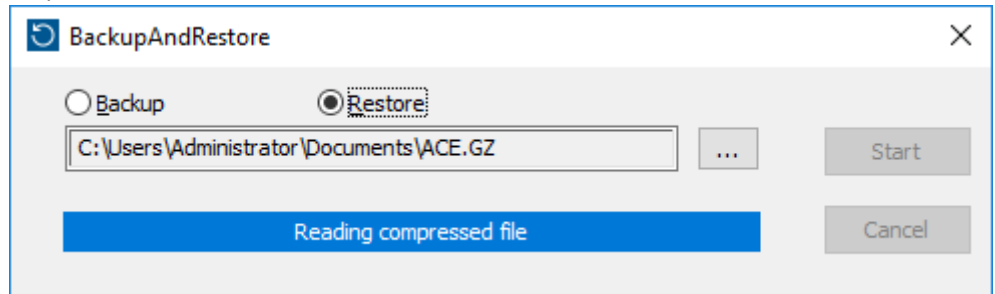 BackupAndRestore
Backup Restore
C:\Users\Administrator\Documents\ACE.GZ ... Start
Reading compressed file Cancel